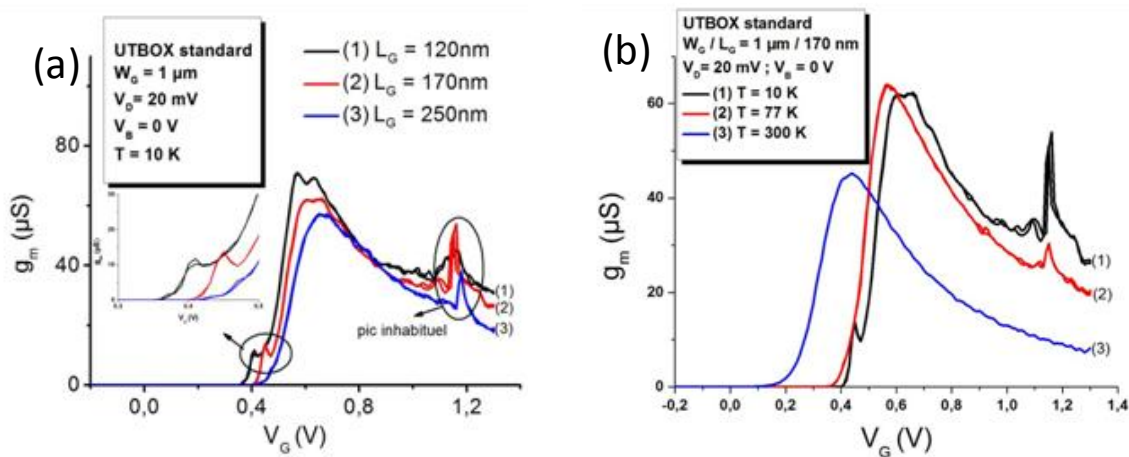 (a)
UTBOX standard
W_G = 1 µm
V_D= 20 mV
V_B = 0 V
T = 10 K
(1) L_G = 120nm
(2) L_G = 170nm
(3) L_G = 250nm
g_m (µS)
80
40
0
0,0
0,4
0,8
1,2
V_G (V)
pic inhabituel
(1)
(2)
(3)
(b)
UTBOX standard
W_G / L_G = 1 µm / 170 nm
V_D= 20 mV ; V_B = 0 V
(1) T = 10 K
(2) T = 77 K
(3) T = 300 K
g_m (µS)
60
40
20
0
-0,2
0,0
0,2
0,4
0,6
0,8
1,0
1,2
1,4
V_G (V)
(1)
(2)
(3)